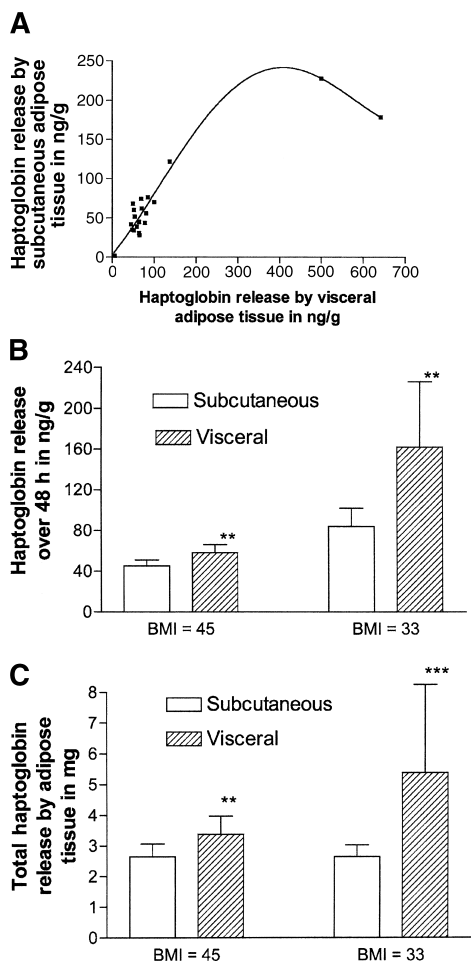 A
Haptoglobin release by
subcutaneous adipose
tissue in ng/g
250
200
150
100
50
0
0 100 200 300 400 500 600 700
Haptoglobin release by visceral
adipose tissue in ng/g
B
Haptoglobin release
over 48 h in ng/g
240
200
160
120
80
40
0
Subcutaneous
Visceral
**
**
BMI = 45 BMI = 33
C
Total haptoglobin
release by adipose
tissue in mg
8
7
6
5
4
3
2
1
0
Subcutaneous
Visceral
**
***
BMI = 45 BMI = 33